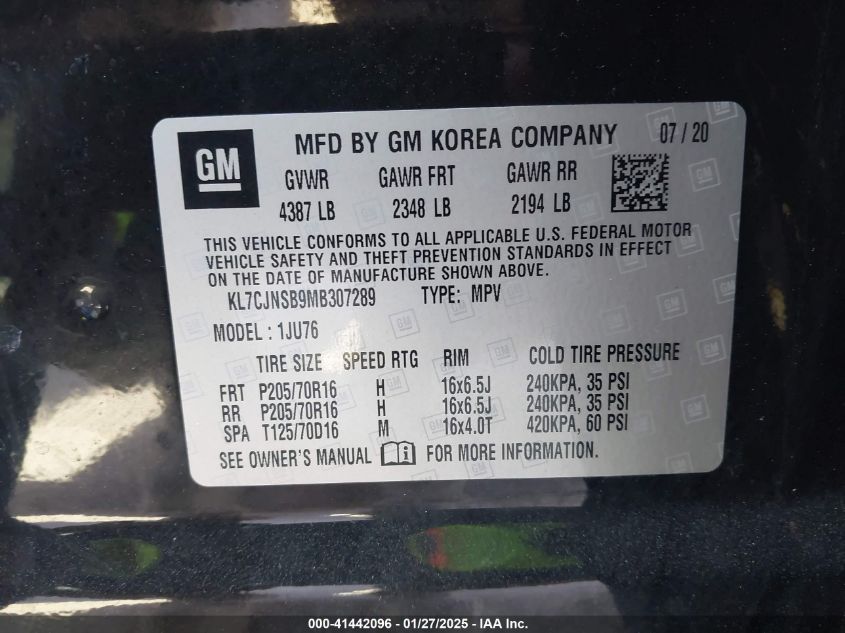 GM
MFD BY GM KOREA COMPANY 07 / 20
GVWR GAWR FRT GAWR RR
4387 LB 2348 LB 2194 LB
THIS VEHICLE CONFORMS TO ALL APPLICABLE U.S. FEDERAL MOTOR
VEHICLE SAFETY AND THEFT PREVENTION STANDARDS IN EFFECT
ON THE DATE OF MANUFACTURE SHOWN ABOVE.
KL7CJNSB9MB307289 TYPE: MPV
MODEL : 1JU76
TIRE SIZE SPEED RTG RIM COLD TIRE PRESSURE
FRT P205/70R16 H 16x6.5J 240KPA, 35 PSI
RR P205/70R16 H 16x6.5J 240KPA, 35 PSI
SPA T125/70D16 M 16x4.0T 420KPA, 60 PSI
SEE OWNER'S MANUAL FOR MORE INFORMATION.
000-41442096 - 01/27/2025 - IAA Inc.